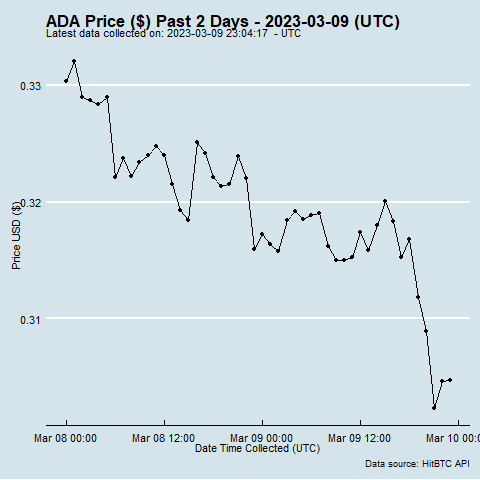 ADA Price ($) Past 2 Days - 2023-03-09 (UTC)
Latest data collected on: 2023-03-09 23:04:17 - UTC
0.33
0.32
0.31
Price USD ($)
Mar 08 00:00 Mar 08 12:00 Mar 09 00:00 Mar 09 12:00 Mar 10 00:0
Date Time Collected (UTC)
Data source: HitBTC API